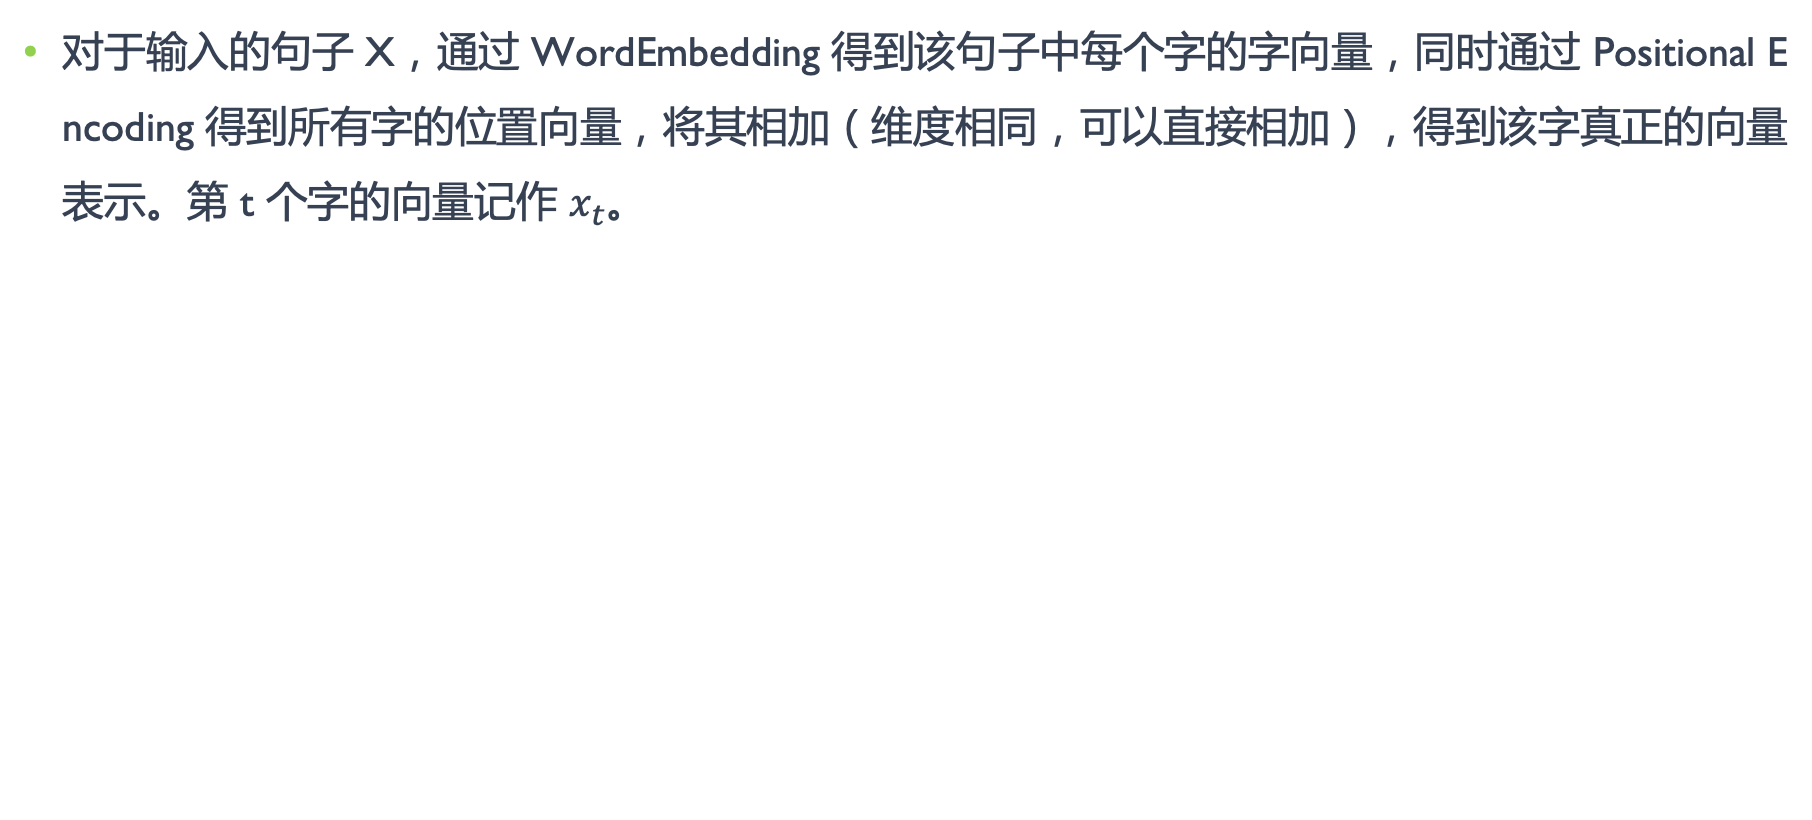 • 对于输入的句子 X，通过 WordEmbedding 得到该句子中每个字的字向量，同时通过 Positional E
ncoding 得到所有字的位置向量，将其相加（维度相同，可以直接相加），得到该字真正的向量
表示。第 t 个字的向量记作 xₜ。